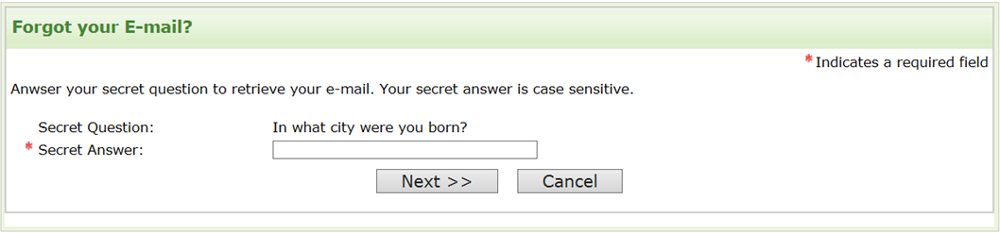 Forgot your E-mail?
* Indicates a required field
Anwser your secret question to retrieve your e-mail. Your secret answer is case sensitive.
Secret Question: In what city were you born?
* Secret Answer:
Next >> Cancel